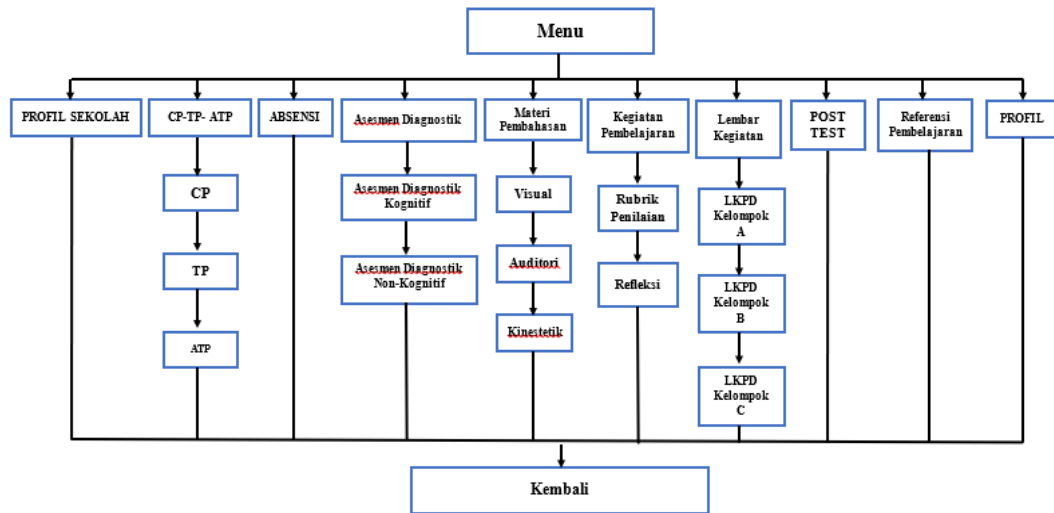 Menu
PROFIL SEKOLAH
CP-TP- ATP
ABSENSI
Asesmen Diagnostik
Materi
Pembahasan
Kegiatan
Pembelajaran
Lembar
Kegiatan
POST
TEST
Referensi
Pembelajaran
PROFIL
CP
TP
ATP
Asesmen Diagnostik
Kognitif
Asesmen Diagnostik
Non-Kognitif
Visual
Auditori
Kinestetik
Rubrik
Penilaian
Refleksi
LKPD
Kelompok
A
LKPD
Kelompok
B
LKPD
Kelompok
C
Kembali